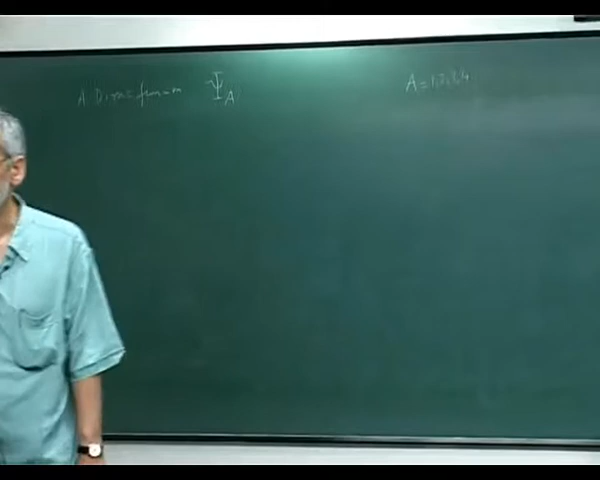 A Dirac fermion Ψ_A A=1,2,3,4